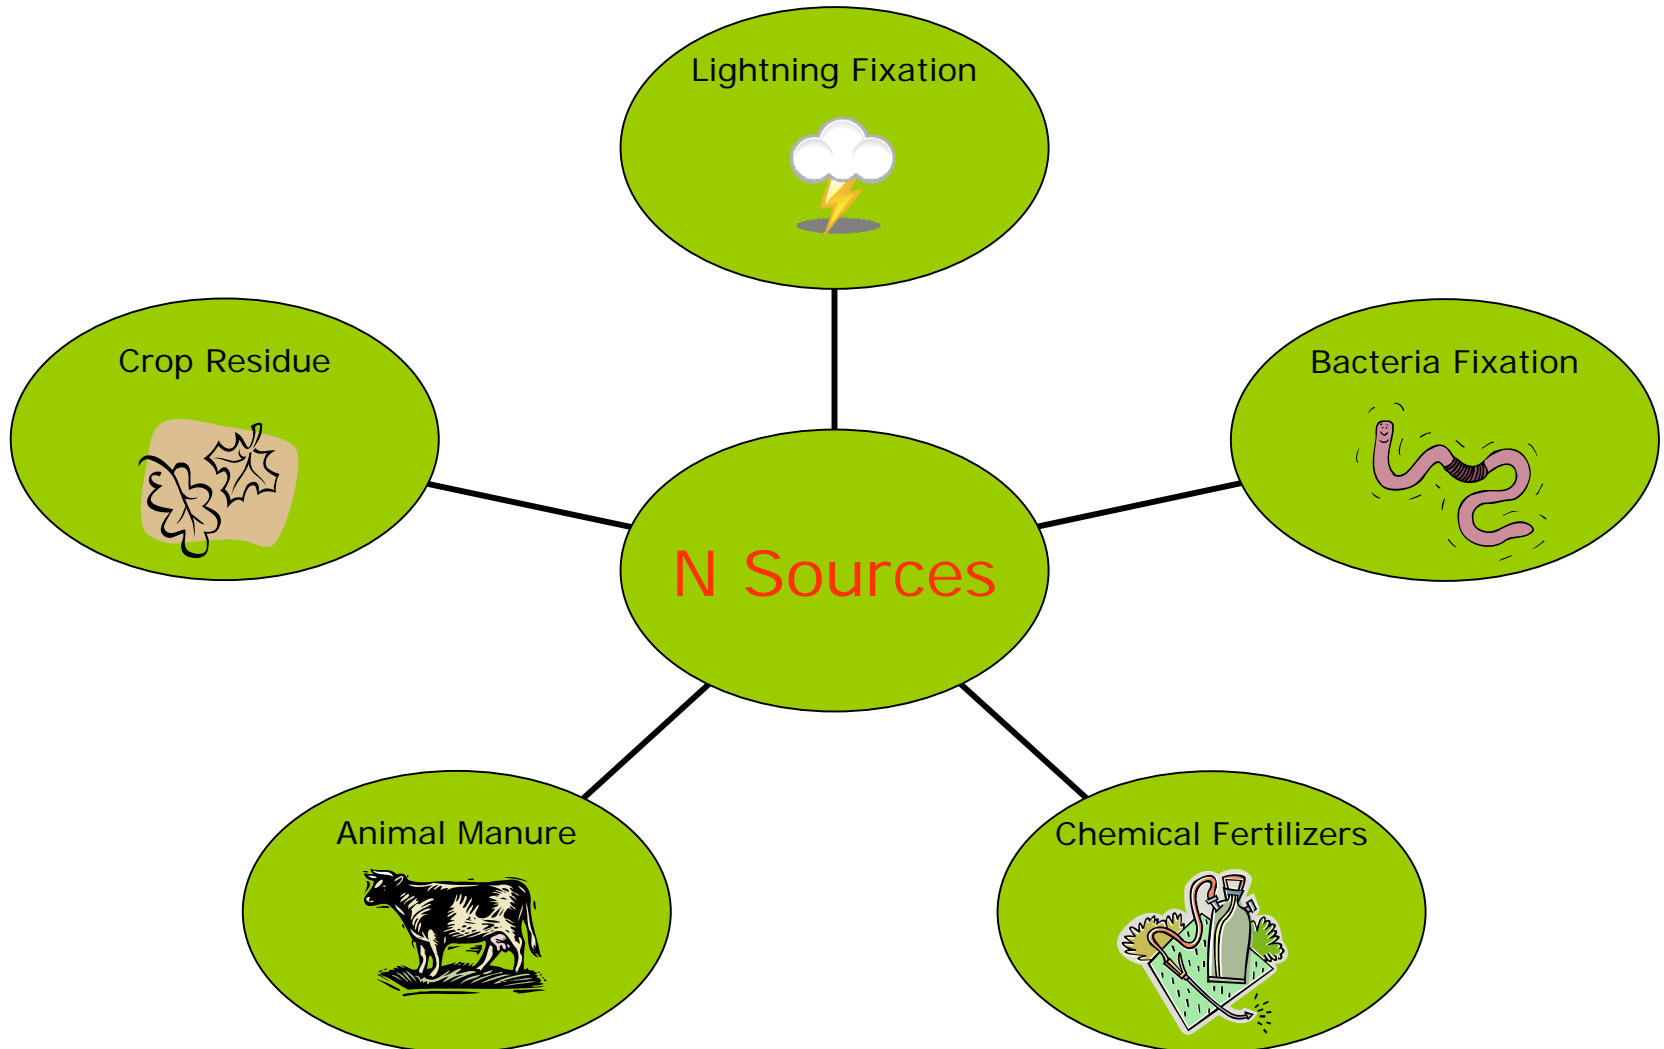 Lightning Fixation
Crop Residue
Bacteria Fixation
N Sources
Animal Manure
Chemical Fertilizers